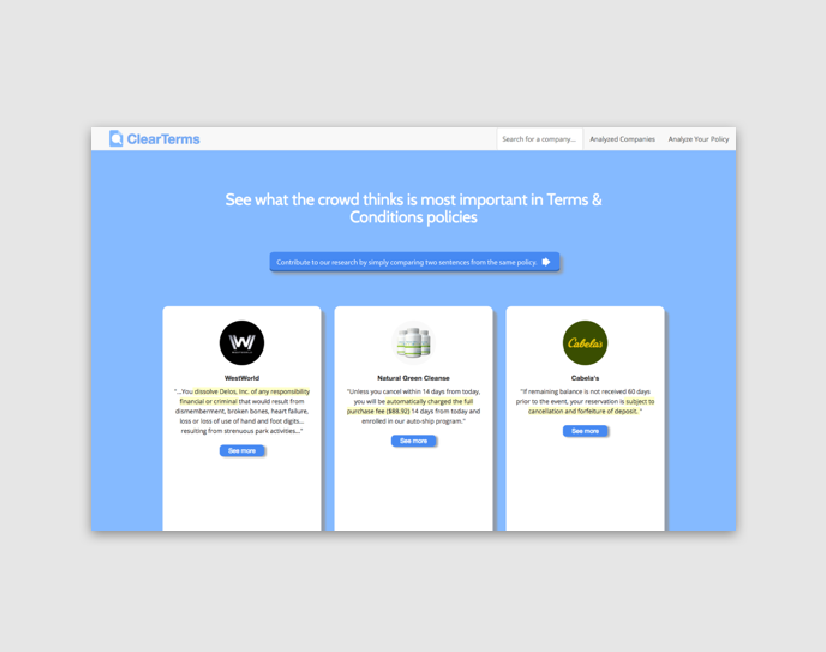 ClearTerms
Search for a company...
Analyzed Companies
Analyze Your Policy
See what the crowd thinks is most important in Terms &
Conditions policies
Contribute to our research by simply comparing two sentences from the same policy.
W
WestWorld
"...You dissolve Delos, Inc. of any responsibility
financial or criminal that would result from
dismemberment, broken bones, heart failure,
loss or loss of use of hand and foot digits...
resulting from strenuous park activities..."
See more
Natural Green Cleanse
"Unless you cancel within 14 days from today,
you will be automatically charged the full
purchase fee ($88.92) 14 days from today and
enrolled in our auto-ship program."
See more
Cabela's
Cabela's
"If remaining balance is not received 60 days
prior to the event, your reservation is subject to
cancellation and forfeiture of deposit."
See more